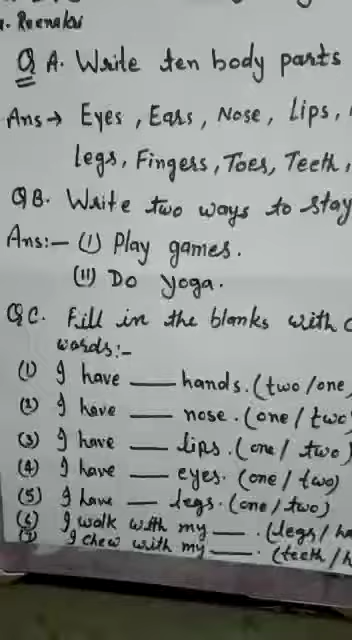 Reenaksi
Q A. Write ten body parts
Ans → Eyes, Ears, Nose, Lips,
Legs, Fingers, Toes, Teeth,
Q B. Write two ways to stay
Ans:- (I) Play games.
(II) Do yoga.
Q C. Fill in the blanks with
words:-
(1) I have ___ hands. (two/one
(2) I have ___ nose. (one/two
(3) I have ___ lips. (one/two)
(4) I have ___ eyes. (one/two)
(5) I have ___ legs. (one/two)
(6) I walk with my ___. (legs/ha
(7) I chew with my ___. (teeth/h